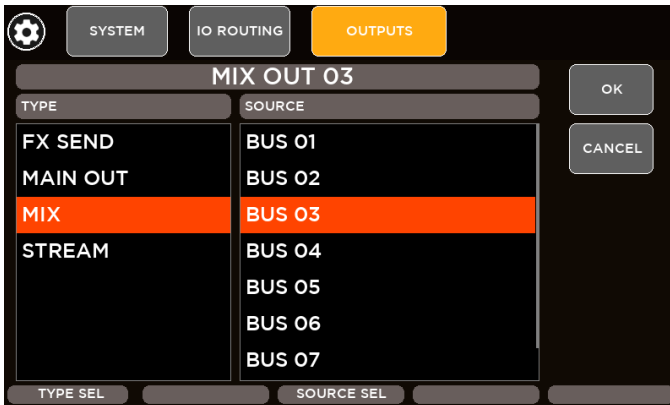 SYSTEM IO ROUTING OUTPUTS
MIX OUT 03
OK
TYPE SOURCE
CANCEL
FX SEND BUS 01
MAIN OUT BUS 02
MIX BUS 03
STREAM BUS 04
BUS 05
BUS 06
BUS 07
TYPE SEL SOURCE SEL